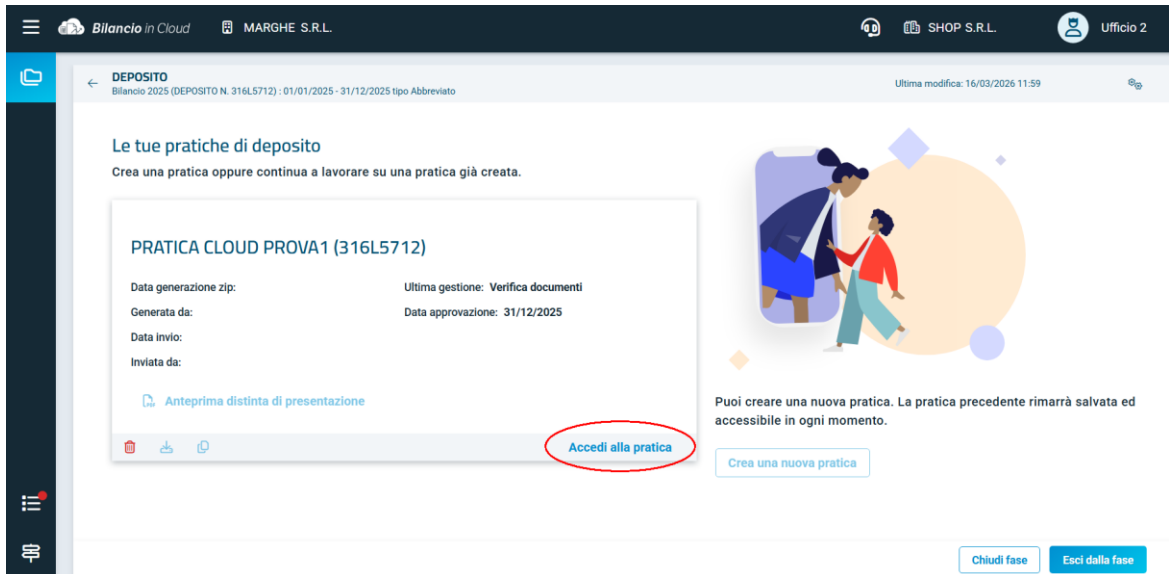 Bilancio in Cloud MARGHE S.R.L. SHOP S.R.L. Ufficio 2
DEPOSITO
Bilancio 2025 (DEPOSITO N. 316L5712) : 01/01/2025 - 31/12/2025 tipo Abbreviato
Ultima modifica: 16/03/2026 11:59
Le tue pratiche di deposito
Crea una pratica oppure continua a lavorare su una pratica già creata.
PRATICA CLOUD PROVA1 (316L5712)
Data generazione zip: Ultima gestione: Verifica documenti
Generata da: Data approvazione: 31/12/2025
Data invio:
Inviata da:
Anteprima distinta di presentazione
Accedi alla pratica
Puoi creare una nuova pratica. La pratica precedente rimarrà salvata ed
accessibile in ogni momento.
Crea una nuova pratica
Chiudi fase Esci dalla fase